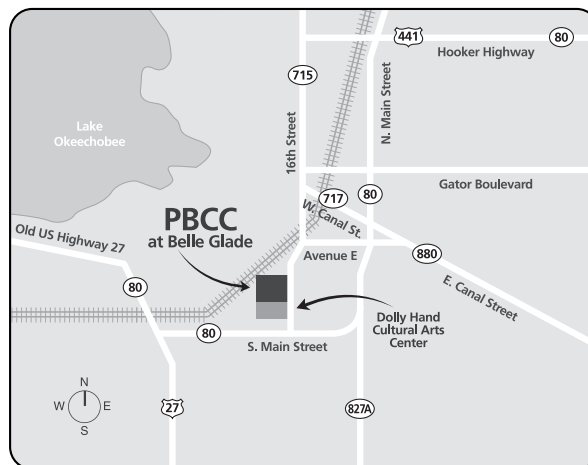 441
80
Hooker Highway
715
N. Main Street
16th Street
Lake
Okeechobee
717
80
Gator Boulevard
W. Canal St.
PBCC
at Belle Glade
Old US Highway 27
Avenue E
880
E. Canal Street
80
Dolly Hand
Cultural Arts
Center
80
S. Main Street
N
W E
S
27
827A